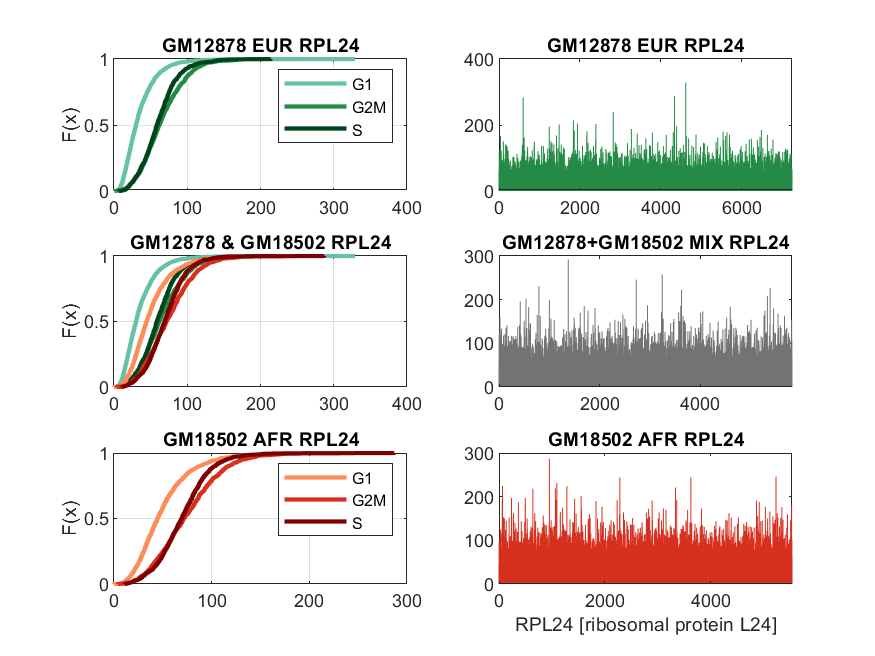 GM12878 EUR RPL24
F(x)
1
0.5
0
0 100 200 300 400
G1
G2M
S
GM12878 EUR RPL24
400
200
0
0 2000 4000 6000
GM12878 & GM18502 RPL24
F(x)
1
0.5
0
0 100 200 300 400
GM12878+GM18502 MIX RPL24
300
200
100
0
0 2000 4000
GM18502 AFR RPL24
F(x)
1
0.5
0
0 100 200 300
G1
G2M
S
GM18502 AFR RPL24
300
200
100
0
0 2000 4000
RPL24 [ribosomal protein L24]